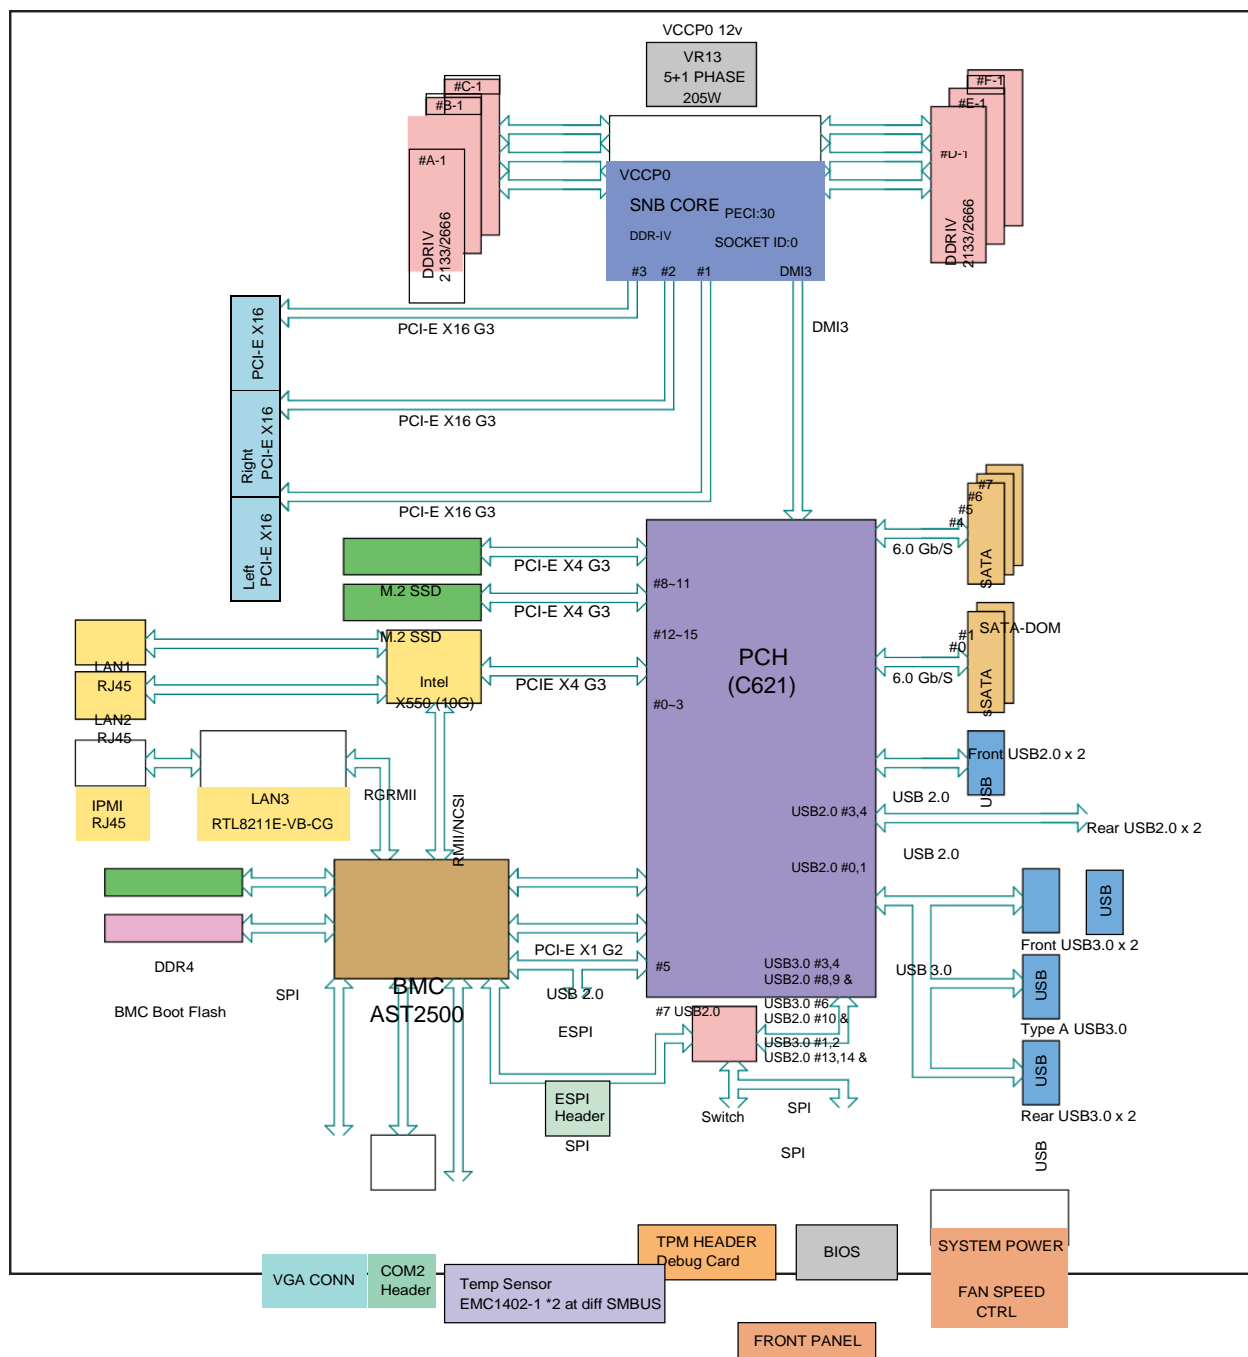 VCCP0 12v
VR13
5+1 PHASE
205W
#C-1
#B-1
#A-1
DDRIV
2133/2666
#F-1
#E-1
#D-1
DDRIV
2133/2666
VCCP0
SNB CORE
PECI:30
DDR-IV
SOCKET ID:0
#3
#2
#1
DMI3
PCI-E X16 G3
DMI3
PCI-E X16
PCI-E X16 G3
Right
PCI-E X16
PCI-E X16 G3
Left
PCI-E X16
#7
#6
#5
#4
6.0 Gb/S
SATA
PCI-E X4 G3
#8~11
M.2 SSD
PCI-E X4 G3
#12~15
M.2 SSD
PCH
(C621)
SATA-DOM
#1
#0
6.0 Gb/S
sSATA
LAN1
RJ45
Intel
X550 (10G)
PCIE X4 G3
#0~3
LAN2
RJ45
Front USB2.0 x 2
USB
USB 2.0
IPMI
RJ45
LAN3
RTL8211E-VB-CG
RGRMII
RMII/NCSI
USB2.0 #3,4
Rear USB2.0 x 2
USB 2.0
USB2.0 #0,1
USB
Front USB3.0 x 2
DDR4
BMC Boot Flash
SPI
BMC
AST2500
PCI-E X1 G2
#5
USB 2.0
USB3.0 #3,4
USB2.0 #8,9 &
USB 3.0
USB
#7 USB2.0
USB3.0 #6
USB2.0 #10 &
ESPI
Type A USB3.0
USB3.0 #1,2
USB2.0 #13,14 &
USB
ESPI
Header
Switch
SPI
Rear USB3.0 x 2
SPI
SPI
USB
TPM HEADER
Debug Card
BIOS
SYSTEM POWER
FAN SPEED
CTRL
VGA CONN
COM2
Header
Temp Sensor
EMC1402-1 *2 at diff SMBUS
FRONT PANEL